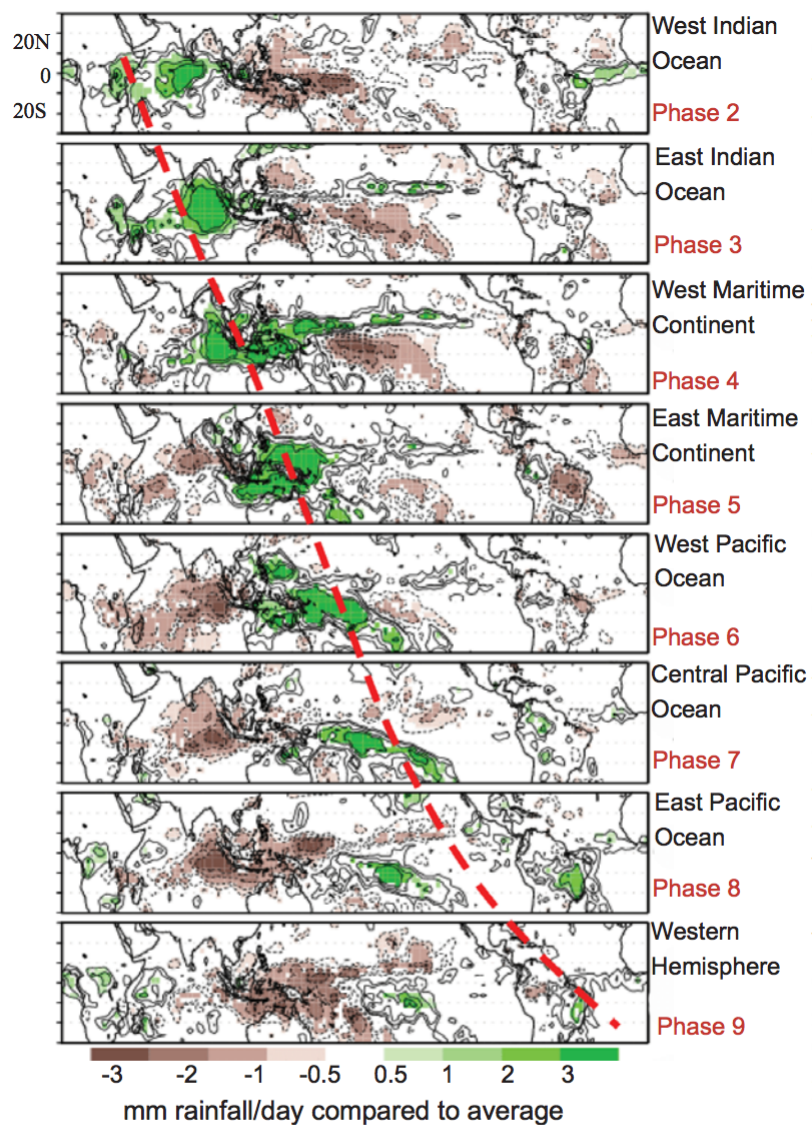 20N
0
20S
West Indian
Ocean
Phase 2
East Indian
Ocean
Phase 3
West Maritime
Continent
Phase 4
East Maritime
Continent
Phase 5
West Pacific
Ocean
Phase 6
Central Pacific
Ocean
Phase 7
East Pacific
Ocean
Phase 8
Western
Hemisphere
Phase 9
-3 -2 -1 -0.5 0.5 1 2 3
mm rainfall/day compared to average